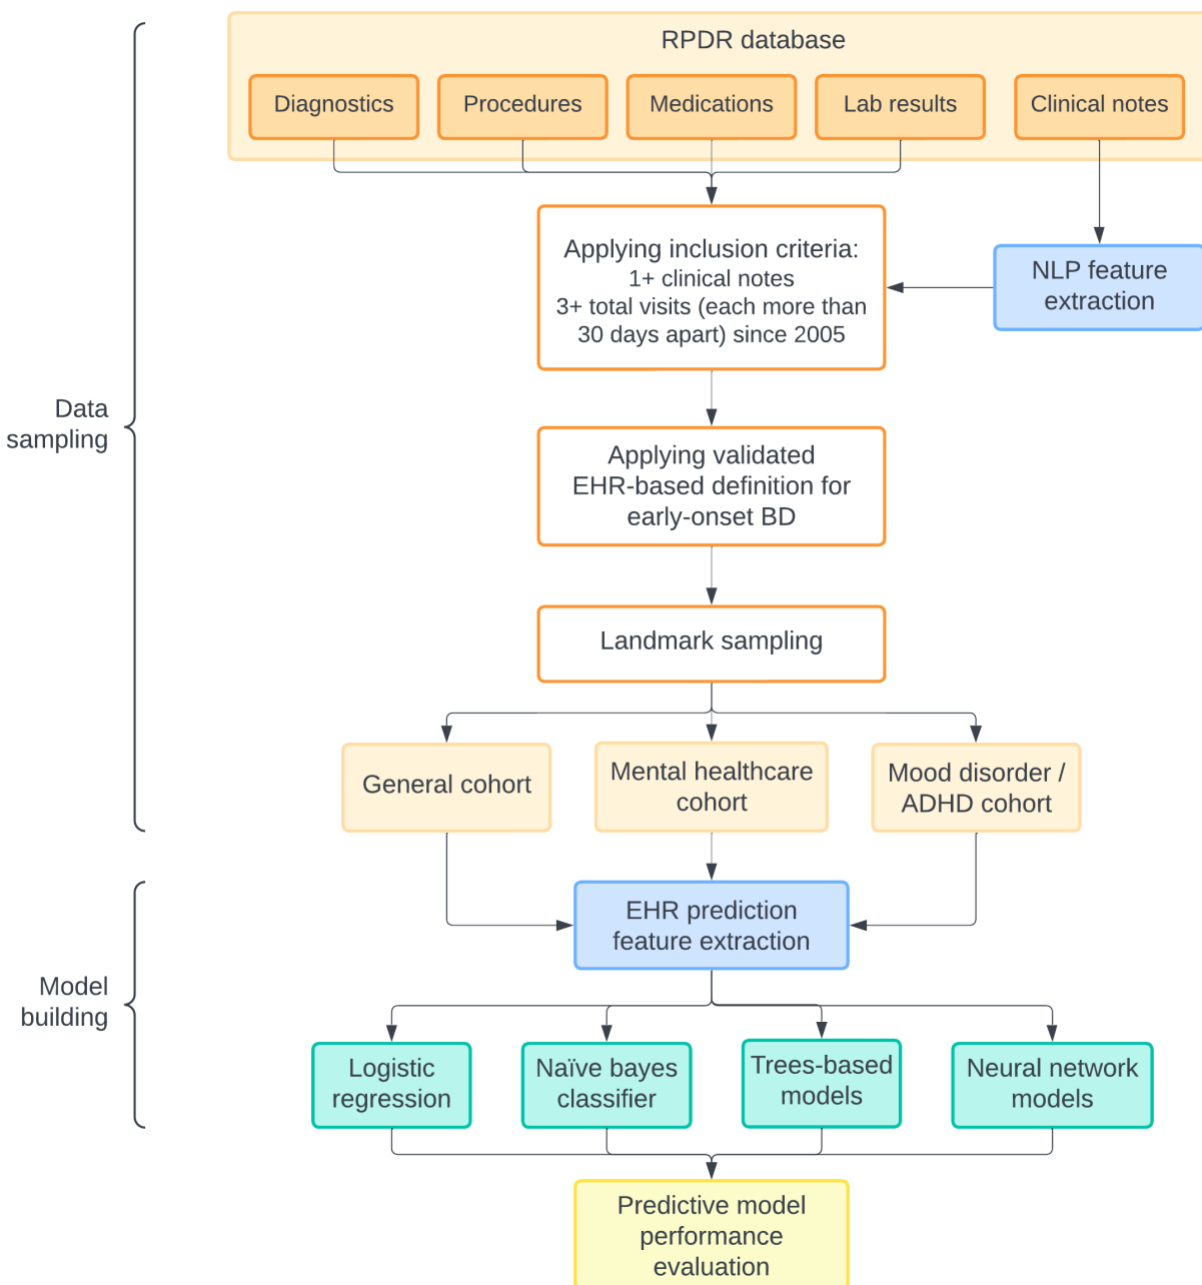 RPDR database
Diagnostics
Procedures
Medications
Lab results
Clinical notes
Applying inclusion criteria:
1+ clinical notes
3+ total visits (each more than
30 days apart) since 2005
NLP feature
extraction
Data
sampling
Applying validated
EHR-based definition for
early-onset BD
Landmark sampling
General cohort
Mental healthcare
cohort
Mood disorder /
ADHD cohort
Model
building
EHR prediction
feature extraction
Logistic
regression
Naïve bayes
classifier
Trees-based
models
Neural network
models
Predictive model
performance
evaluation